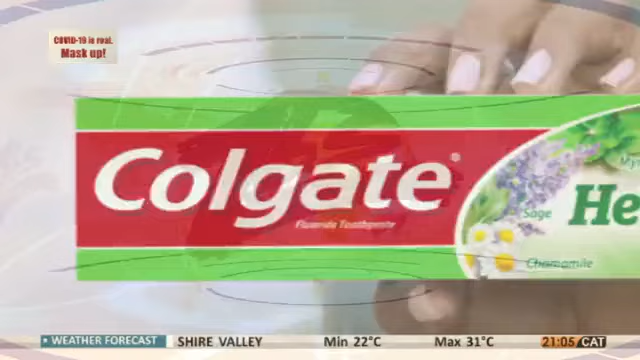 COVID-19 is real.
Mask up!
Colgate®
Fluoride Toothpaste
Sage
He
Chamomile
WEATHER FORECAST
SHIRE VALLEY
Min 22°C
Max 31°C
21:05 CAT